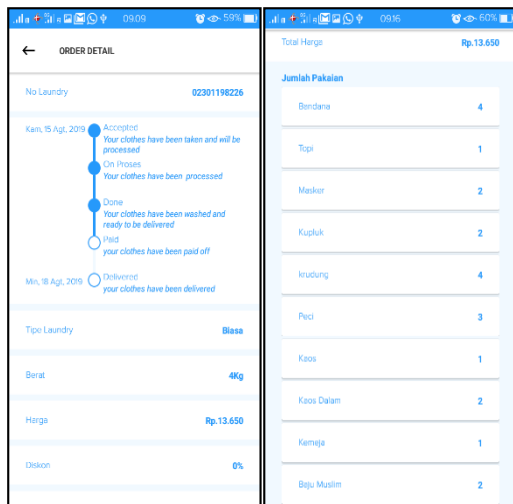 09.09
59%
ORDER DETAIL
No Laundry 02301198226
Kam, 15 Agt, 2019 Accepted
Your clothes have been taken and will be
processed
On Proses
Your clothes have been processed
Done
Your clothes have been washed and
ready to be delivered
Paid
your clothes have been paid off
Min, 18 Agt, 2019 Delivered
your clothes have been delivered
Tipe Laundry Biasa
Berat 4Kg
Harga Rp.13.650
Diskon 0%
09.16
60%
Total Harga Rp.13.650
Jumlah Pakaian
Bandana 4
Topi 1
Masker 2
Kupluk 2
krudung 4
Peci 3
Kaos 1
Kaos Dalam 2
Kemeja 1
Baju Muslim 2